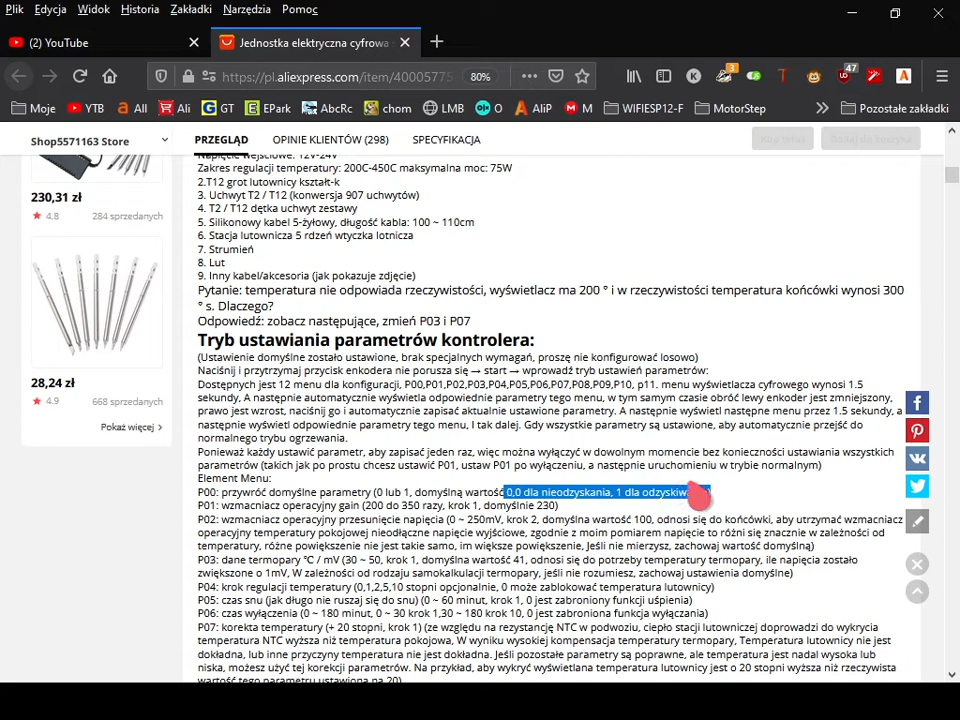 Plik Edycja Widok Historia Zakładki Narzędzia Pomoc
(2) YouTube
Jednostka elektryczna cyfrowa
https://pl.aliexpress.com/item/40005775
80%
47
3
Moje YTB All Ali GT EPark AbcRc chom LMB O AliP M WIFIESP12-F MotorStep Pozostałe zakładki
Shop5571163 Store
PRZEGLĄD OPINIE KLIENTÓW (298) SPECYFIKACJA
Kup teraz Dodaj do koszyka
230,31 zł
4.8 284 sprzedanych
28,24 zł
4.9 668 sprzedanych
Pokaż więcej
Napięcie wejściowe: 12V-24V
Zakres regulacji temperatury: 200C-450C maksymalna moc: 75W
2.T12 grot lutownicy kształt-k
3. Uchwyt T2 / T12 (konwersja 907 uchwytów)
4. T2 / T12 dętka uchwyt zestawy
5. Silikonowy kabel 5-żyłowy, długość kabla: 100 ~ 110cm
6. Stacja lutownicza 5 rdzeń wtyczka lotnicza
7. Strumień
8. Lut
9. Inny kabel/akcesoria (jak pokazuje zdjęcie)
Pytanie: temperatura nie odpowiada rzeczywistości, wyświetlacz ma 200 ° i w rzeczywistości temperatura końcówki wynosi 300
° s. Dlaczego?
Odpowiedź: zobacz następujące, zmień P03 i P07
Tryb ustawiania parametrów kontrolera:
(Ustawienie domyślne zostało ustawione, brak specjalnych wymagań, proszę nie konfigurować losowo)
Naciśnij i przytrzymaj przycisk enkodera nie porusza się → start → wprowadź tryb ustawień parametrów:
Dostępnych jest 12 menu dla konfiguracji, P00,P01,P02,P03,P04,P05,P06,P07,P08,P09,P10, p11. menu wyświetlacza cyfrowego wynosi 1.5
sekundy, A następnie automatycznie wyświetla odpowiednie parametry tego menu, w tym samym czasie obróć lewy enkoder jest zmniejszony,
prawo jest wzrost, naciśnij go i automatycznie zapisać aktualnie ustawione parametry. A następnie wyświetl następne menu przez 1.5 sekundy, a
następnie wyświetl odpowiednie parametry tego menu, I tak dalej. Gdy wszystkie parametry są ustawione, aby automatycznie przejść do
normalnego trybu ogrzewania.
Ponieważ każdy ustawić parametr, aby zapisać jeden raz, więc można wyłączyć w dowolnym momencie bez konieczności ustawiania wszystkich
parametrów (takich jak po prostu chcesz ustawić P01, ustaw P01 po wyłączeniu, a następnie uruchomieniu w trybie normalnym)
Element Menu:
P00: przywróć domyślne parametry (0 lub 1, domyślną wartość 0,0 dla nieodzyskania, 1 dla
P01: wzmacniacz operacyjny gain (200 do 350 razy, krok 1, domyślnie 230)
P02: wzmacniacz operacyjny przesunięcie napięcia (0 ~ 250mV, krok 2, domyślna wartość 100, odnosi się do końcówki, aby utrzymać wzmacniacz
operacyjny temperatury pokojowej nieodłączne napięcie wyjściowe, zgodnie z moim pomiarem napięcie to różni się znacznie w zależności od
temperatury, różne powiększenie nie jest takie samo, im większe powiększenie, Jeśli nie mierzysz, zachowaj wartość domyślną)
P03: dane termopary ℃ / mV (30 ~ 50, krok 1, domyślna wartość 41, odnosi się do potrzeby temperatury termopary, ile napięcia zostało
zwiększone o 1mV, W zależności od rodzaju samokalkulacji termopary, jeśli nie rozumiesz, zachowaj ustawienia domyślne)
P04: krok regulacji temperatury (0,1,2,5,10 stopni opcjonalnie, 0 może zablokować temperatura lutownicy)
P05: czas snu (jak długo nie ruszaj się do snu) (0 ~ 60 minut, krok 1, 0 jest zabroniony funkcji uśpienia)
P06: czas wyłączenia (0 ~ 180 minut, 0 ~ 30 krok 1,30 ~ 180 krok 10, 0 jest zabroniony funkcji wyłączania)
P07: korekta temperatury (+ 20 stopni, krok 1) (ze względu na rezystancję NTC w podwoziu, ciepło stacji lutowniczej doprowadzi do wykrycia
temperatura NTC wyższa niż temperatura pokojowa, W wyniku wysokiej kompensacja temperatury termopary, Temperatura lutownicy nie jest
dokładna, lub inne przyczyny temperatura nie jest dokładna. Jeśli pozostałe parametry są poprawne, ale temperatura jest nadal wysoka lub
niska, możesz użyć tej korekcji parametrów. Na przykład, aby wykryć wyświetlana temperatura lutownicy jest o 20 stopni wyższa niż rzeczywista
wartość tego parametru ustawiona na 20)